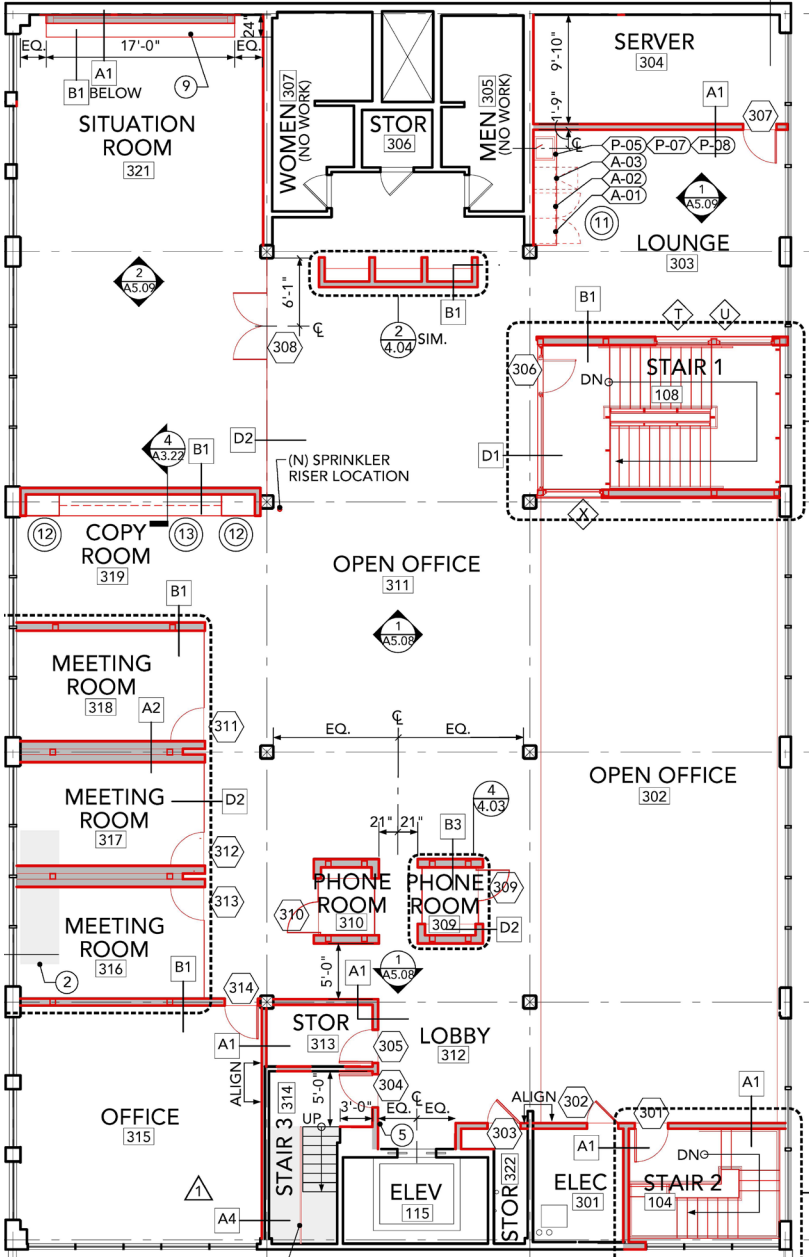 EQ.
17'-0"
EQ.
24"
A1
B1
BELOW
9
SITUATION
ROOM
321
WOMEN
307
(NO WORK)
STOR
306
MEN
305
(NO WORK)
9'-10"
1'-9"
SERVER
304
A1
307
℄
P-05
P-07
P-08
A-03
A-02
A-01
11
1
A5.09
LOUNGE
303
2
A5.09
6'-1"
℄
308
B1
2
4.04
SIM.
B1
T
U
306
STAIR 1
DN
108
D1
X
D2
4
A3.22
B1
(N) SPRINKLER
RISER LOCATION
12
13
12
COPY
ROOM
319
OPEN OFFICE
311
1
A5.08
B1
MEETING
ROOM
318
A2
311
℄
EQ.
EQ.
MEETING
ROOM
317
D2
312
OPEN OFFICE
302
4
4.03
21"
21"
B3
313
PHONE
ROOM
310
310
PHONE
ROOM
309
309
D2
MEETING
ROOM
316
2
B1
314
5'-0"
1
A5.08
A1
STOR
313
A1
305
LOBBY
312
ALIGN
304
OFFICE
315
1
STAIR 3
314
5'-0"
3'-0"
UP
EQ.
℄
EQ.
5
A4
ELEV
115
303
STOR
322
ALIGN
302
301
A1
A1
ELEC
301
DN
STAIR 2
104